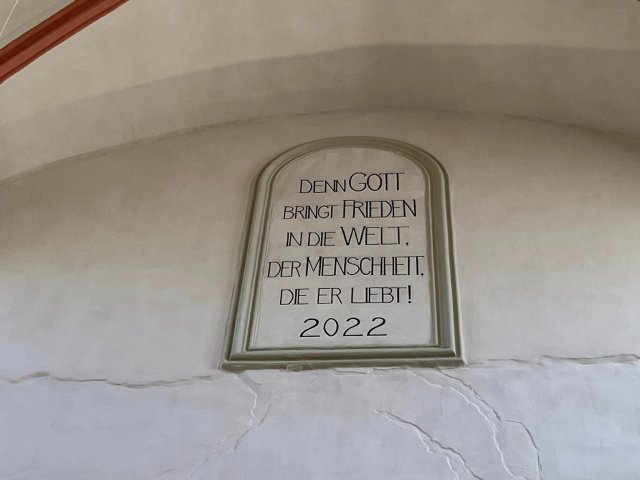 DENN GOTT
BRINGT FRIEDEN
IN DIE WELT,
DER MENSCHHEIT,
DIE ER LIEBT!
2022